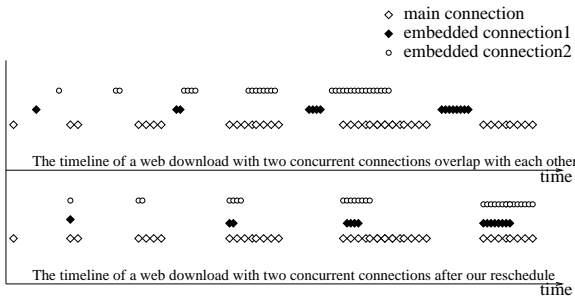 main connection
embedded connection1
embedded connection2
The timeline of a web download with two concurrent connections overlap with each other
time
The timeline of a web download with two concurrent connections after our reschedule
time